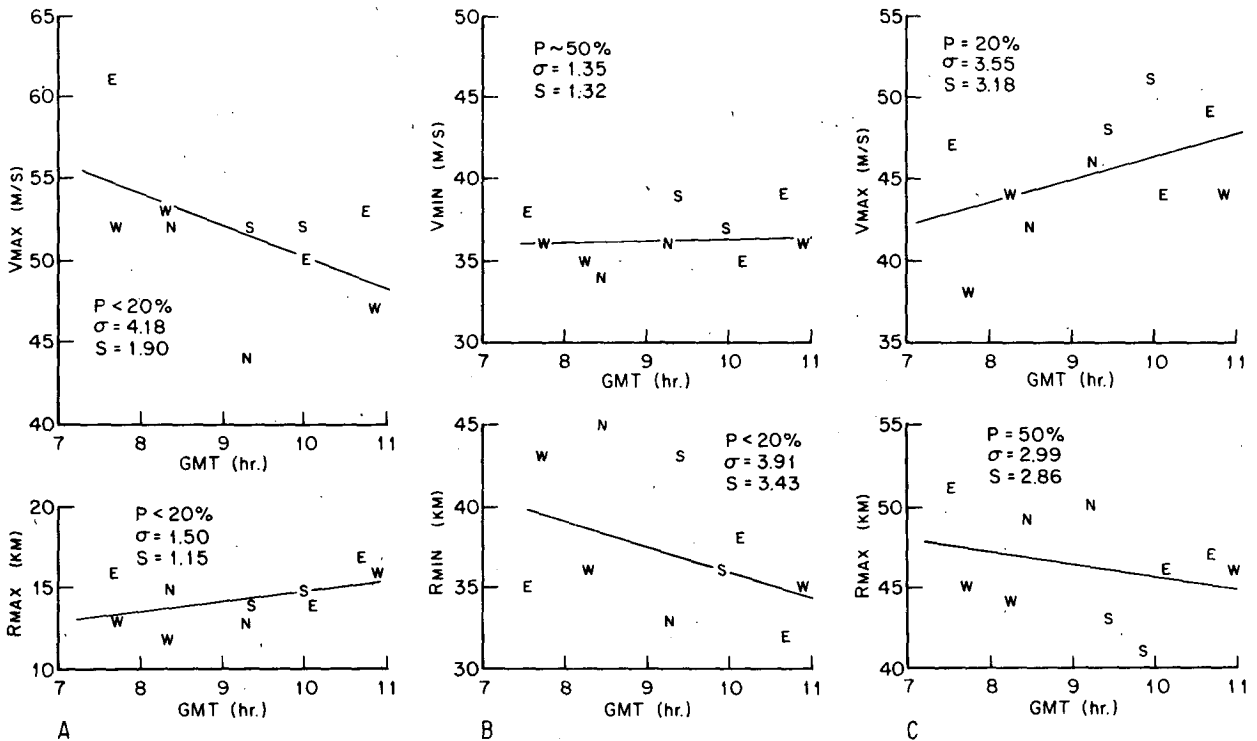 65
60
55
50
45
40
VMAX (M/S)
E
W
W
N
S
S
E
E
N
W
P < 20%
σ = 4.18
S = 1.90
7 8 9 10 11
GMT (hr.)
50
45
40
35
30
VMIN (M/S)
P ~ 50%
σ = 1.35
S = 1.32
E
W
W
N
S
N
S
E
E
W
7 8 9 10 11
GMT (hr.)
55
50
45
40
35
VMAX (M/S)
P = 20%
σ = 3.55
S = 3.18
E
W
W
N
N
S
S
E
E
W
7 8 9 10 11
GMT (hr.)
20
15
10
RMAX (KM)
P < 20%
σ = 1.50
S = 1.15
E
W
N
W
S
N
S
E
E
W
7 8 9 10 11
GMT (hr.)
A
45
40
35
30
RMIN (KM)
P < 20%
σ = 3.91
S = 3.43
W
N
S
E
W
N
S
E
E
W
7 8 9 10 11
GMT (hr.)
B
55
50
45
40
RMAX (KM)
P = 50%
σ = 2.99
S = 2.86
E
W
N
W
N
S
S
E
E
W
7 8 9 10 11
GMT (hr.)
C